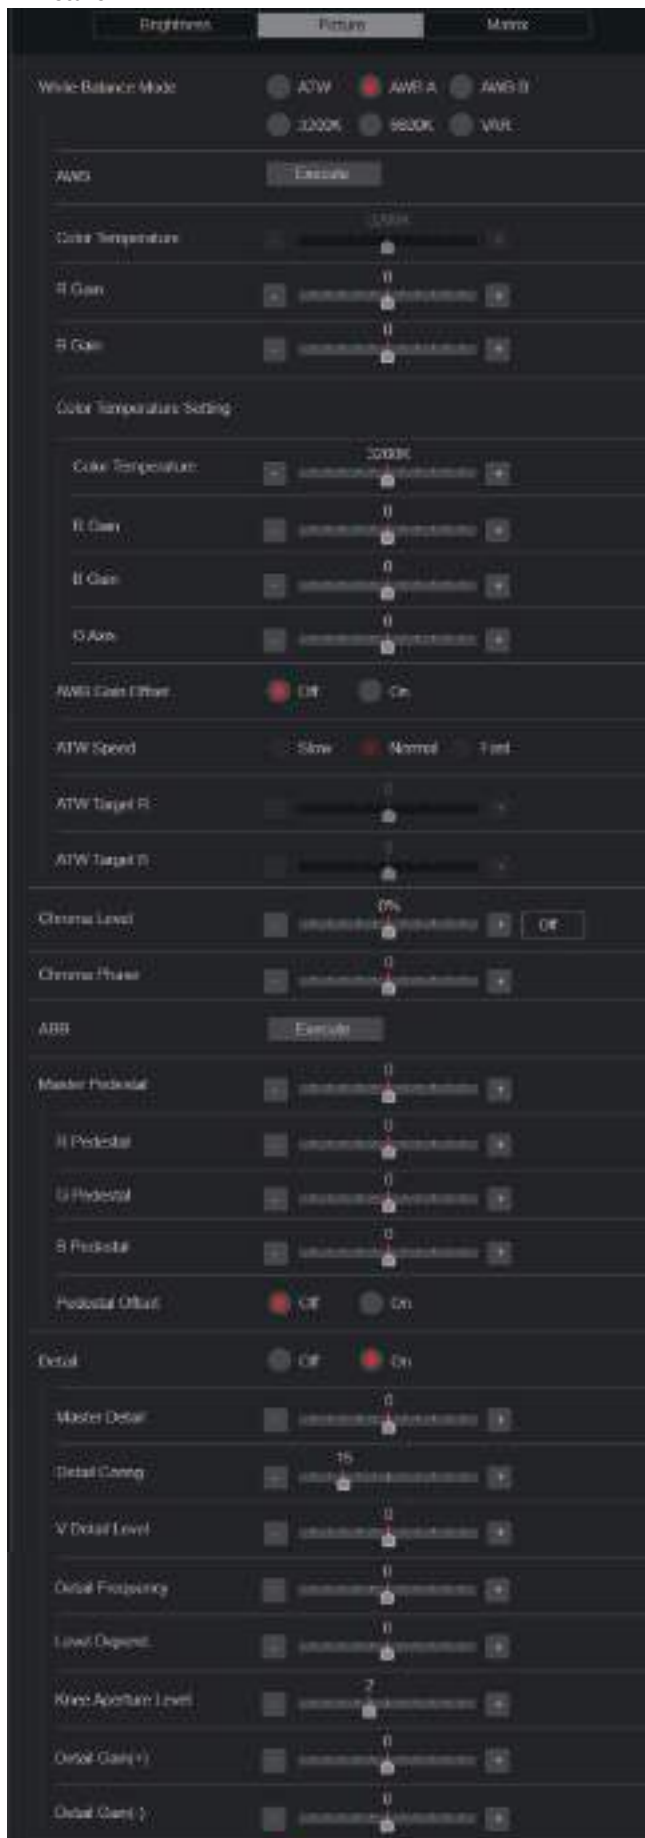 Brightness Picture Matrix
White Balance Mode ATW AWB A AWB B
3200K 5600K VAR
AWB Execute
3200K
Color Temperature
0
R Gain - +
0
B Gain - +
Color Temperature Setting
3200K
Color Temperature - +
0
R Gain - +
0
B Gain - +
0
G Axis - +
AWB Gain Offset Off On
ATW Speed Slow Normal Fast
0
ATW Target R
0
ATW Target B
0%
Chroma Level - + Off
0
Chroma Phase - +
ABB Execute
0
Master Pedestal - +
0
R Pedestal - +
0
G Pedestal - +
0
B Pedestal - +
Pedestal Offset Off On
Detail Off On
0
Master Detail - +
15
Detail Coring - +
0
V Detail Level - +
0
Detail Frequency - +
0
Level Depend. - +
2
Knee Aperture Level - +
0
Detail Gain(+) - +
0
Detail Gain(-) - +